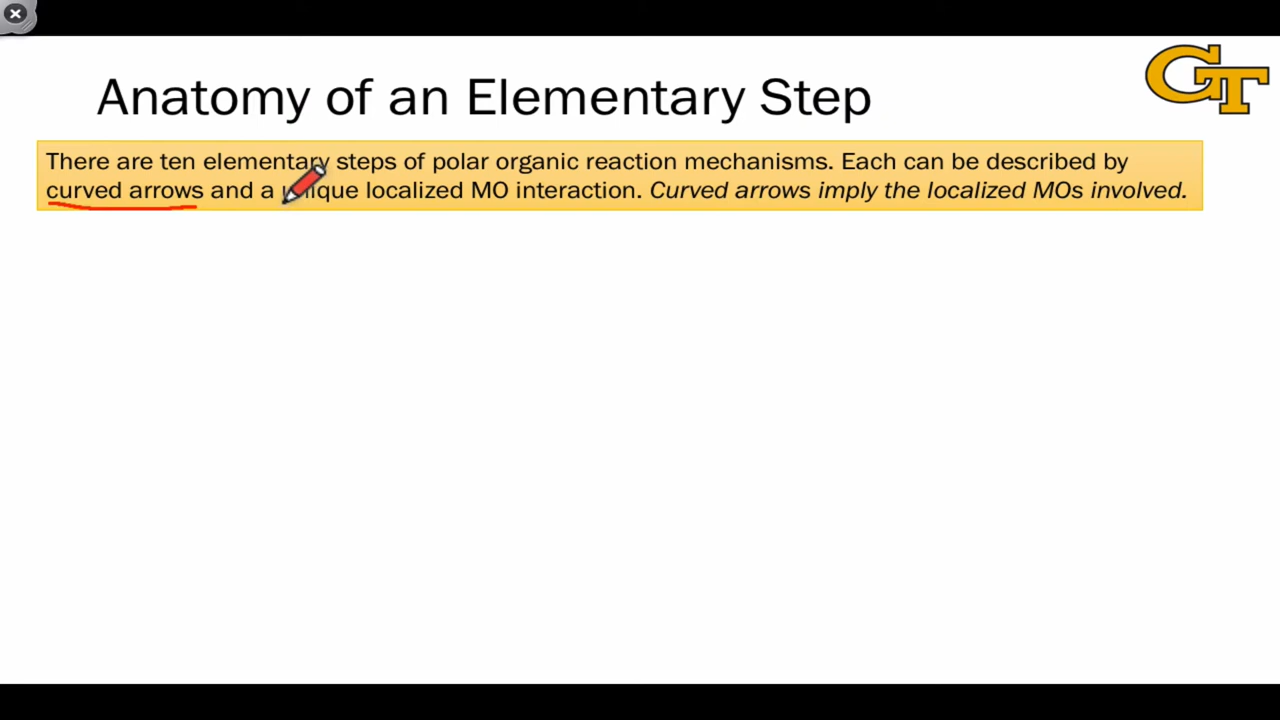 GT
Anatomy of an Elementary Step
There are ten elementary steps of polar organic reaction mechanisms. Each can be described by
curved arrows and a unique localized MO interaction. Curved arrows imply the localized MOs involved.